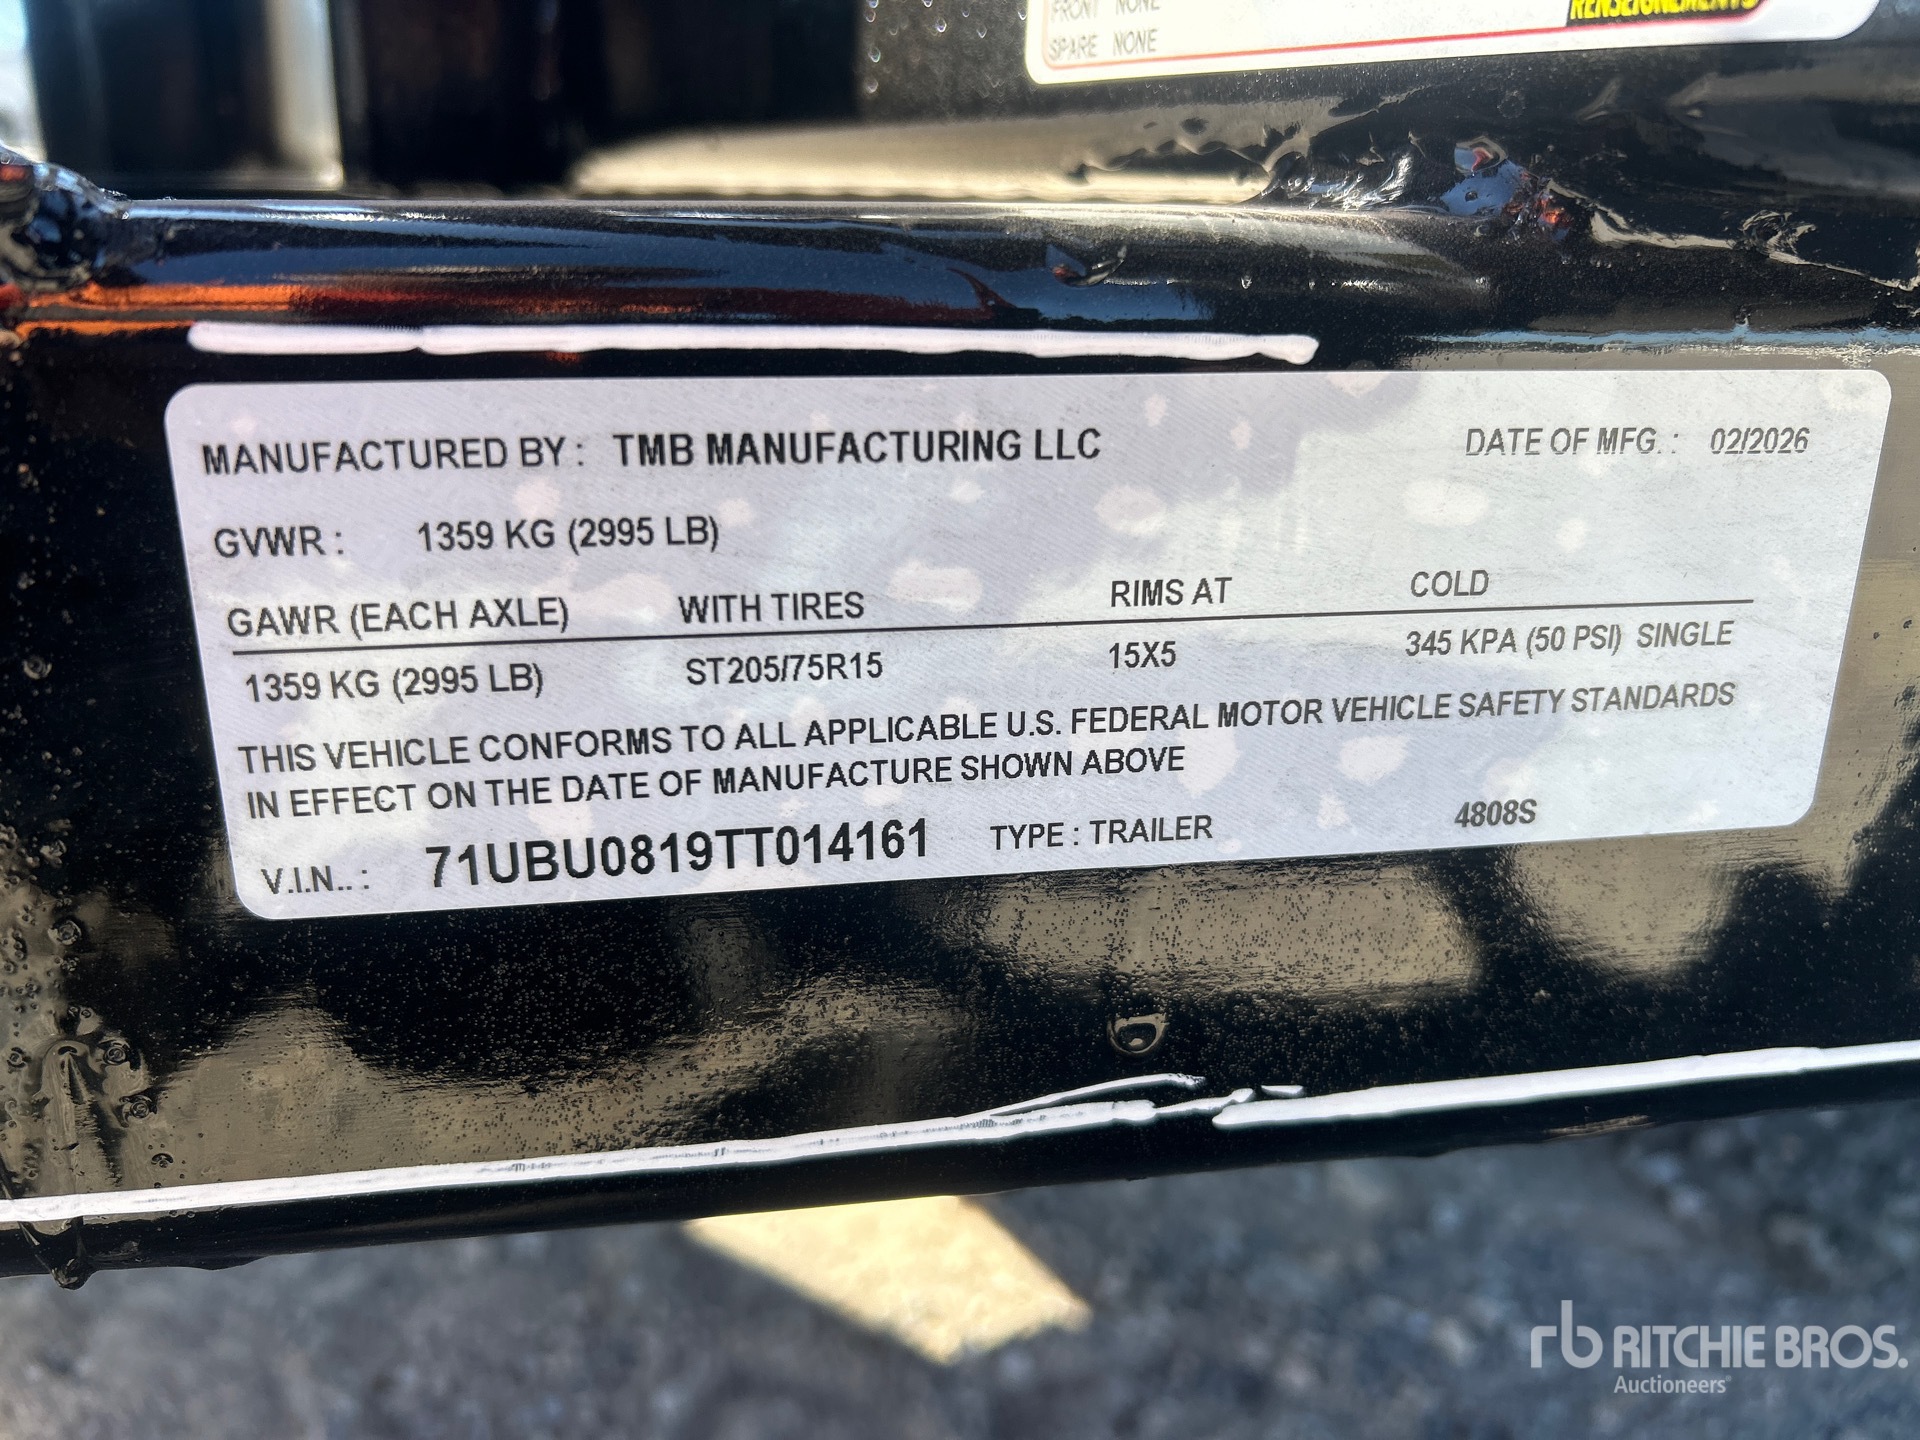 FRONT NONE
RENSEIGNEMENTS
SPARE NONE
MANUFACTURED BY : TMB MANUFACTURING LLC DATE OF MFG. : 02/2026
GVWR : 1359 KG (2995 LB)
GAWR (EACH AXLE) WITH TIRES RIMS AT COLD
1359 KG (2995 LB) ST205/75R15 15X5 345 KPA (50 PSI) SINGLE
THIS VEHICLE CONFORMS TO ALL APPLICABLE U.S. FEDERAL MOTOR VEHICLE SAFETY STANDARDS
IN EFFECT ON THE DATE OF MANUFACTURE SHOWN ABOVE
V.I.N.. : 71UBU0819TT014161 TYPE : TRAILER 4808S
rb RITCHIE BROS.
Auctioneers